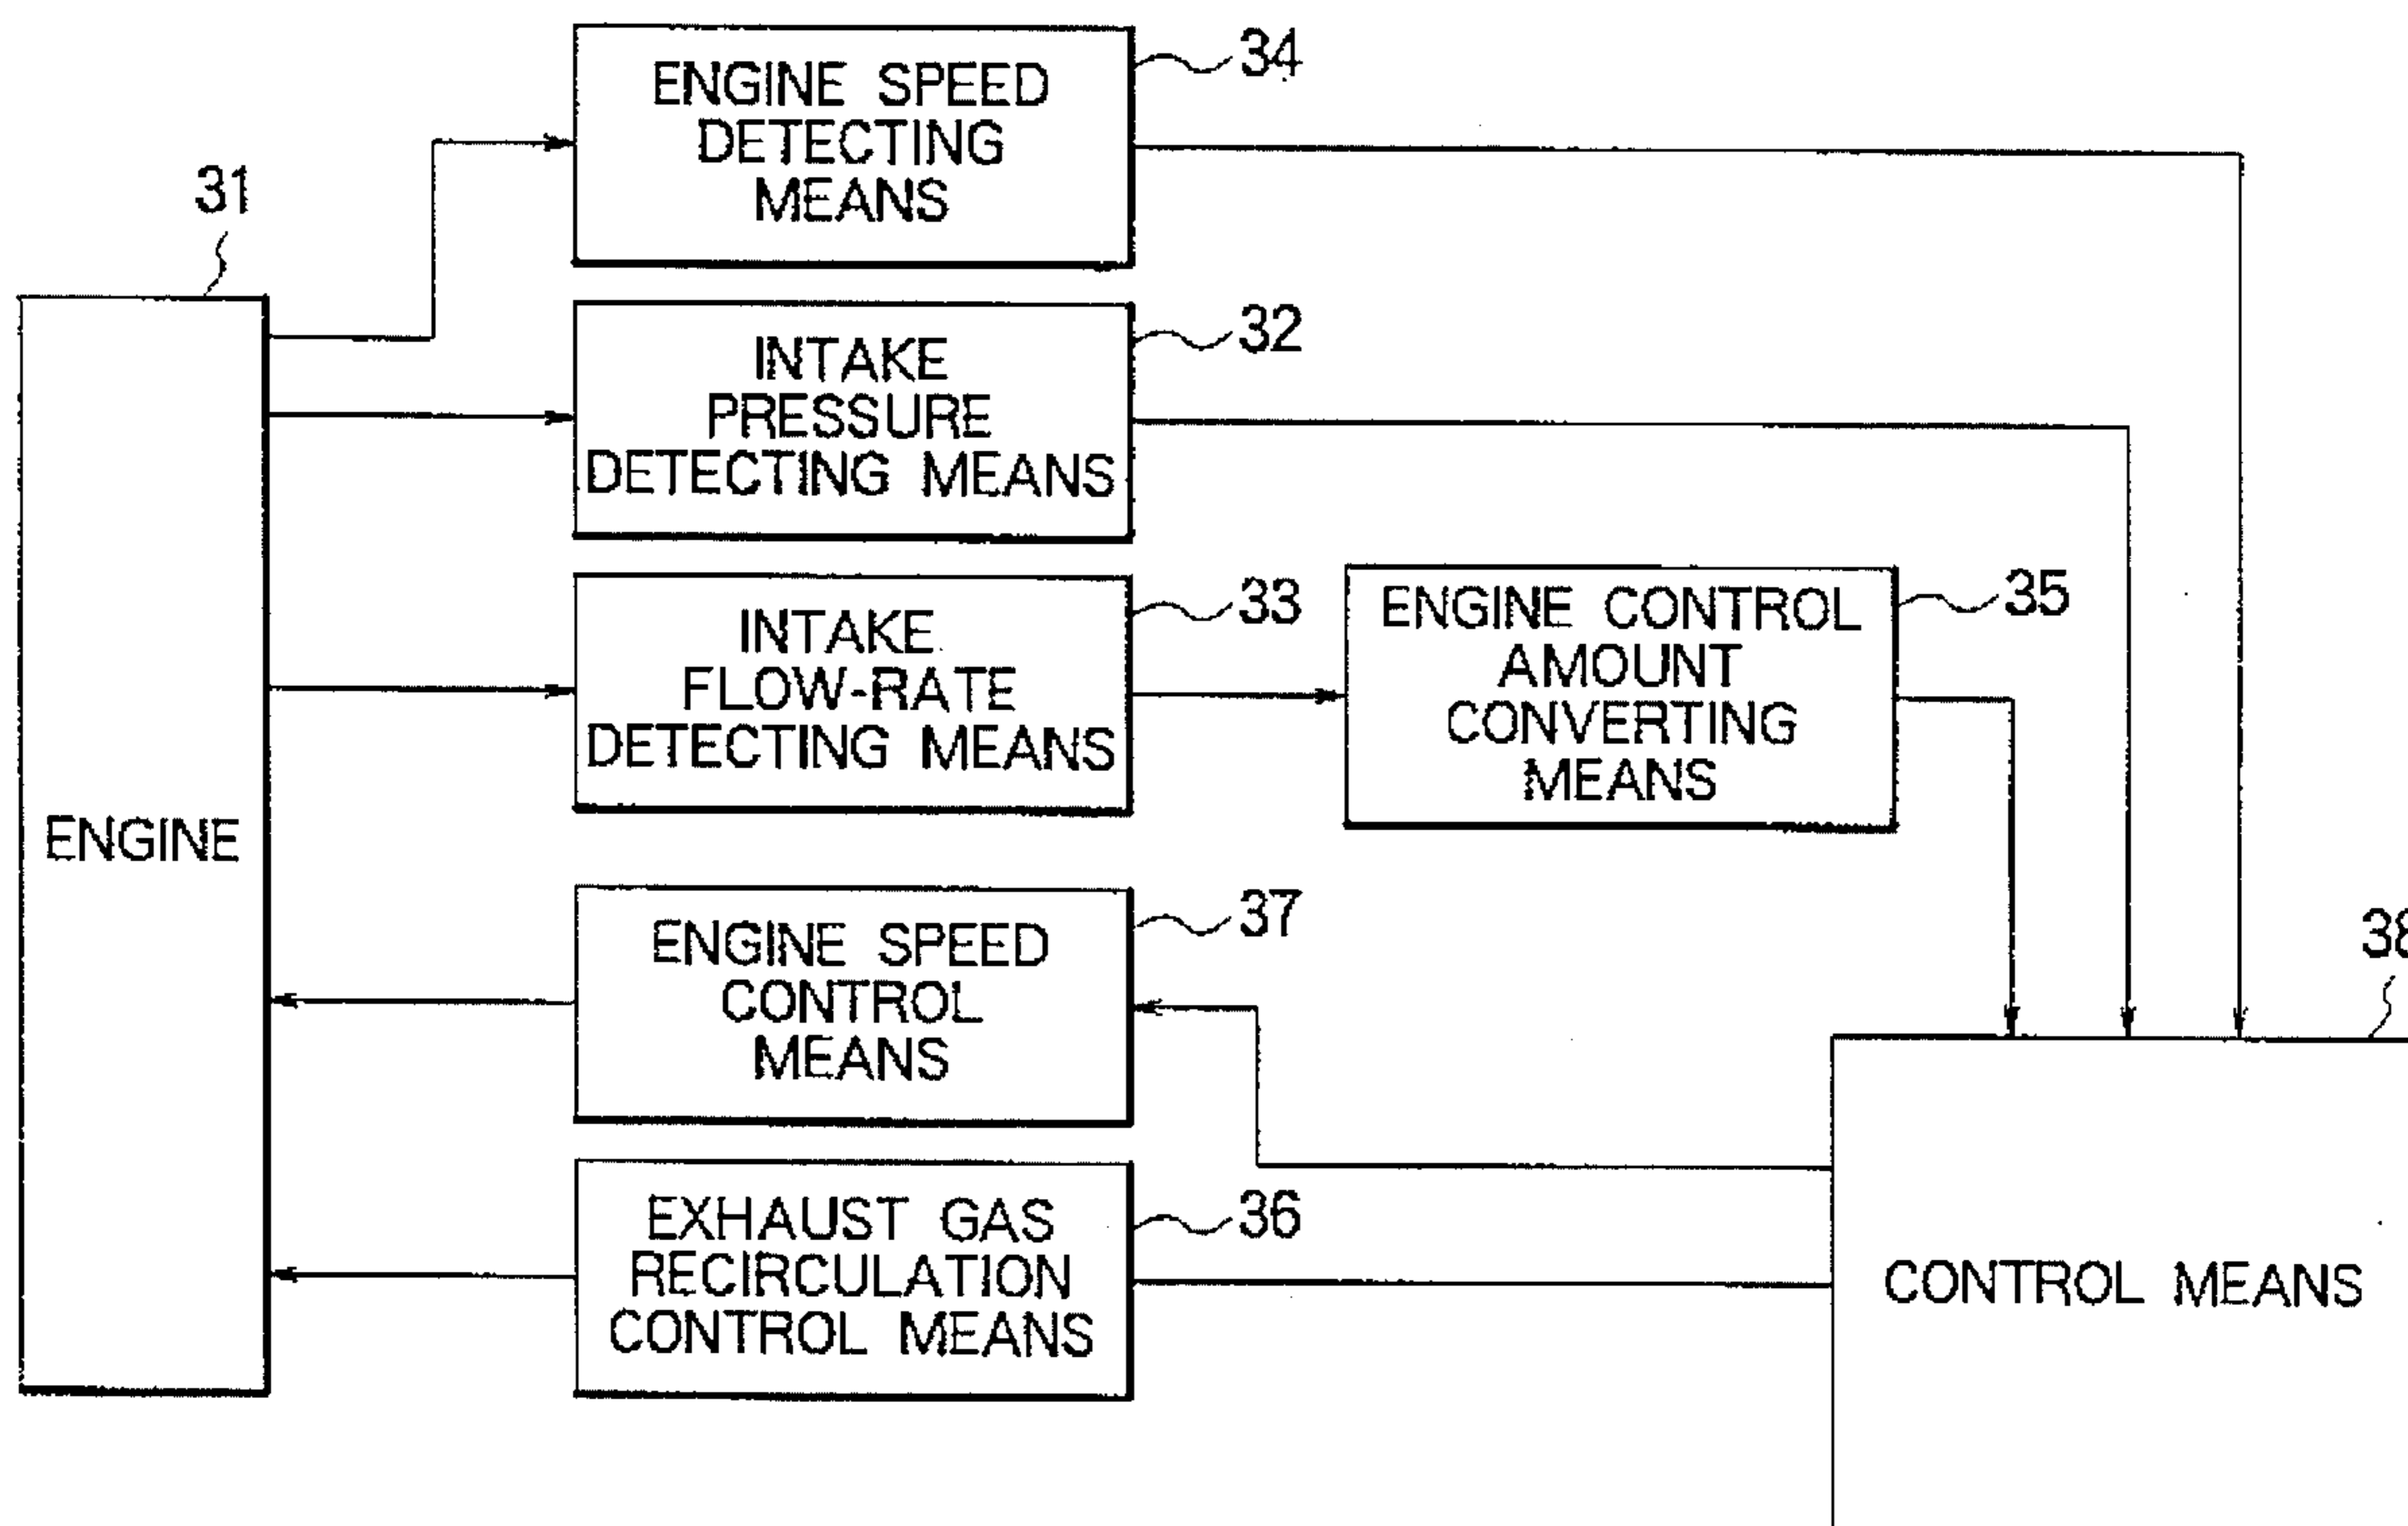 34
ENGINE SPEED
DETECTING
MEANS
31
32
INTAKE
PRESSURE
DETECTING MEANS
33
INTAKE
FLOW-RATE
DETECTING MEANS
35
ENGINE CONTROL
AMOUNT
CONVERTING
MEANS
ENGINE
37
ENGINE SPEED
CONTROL
MEANS
38
36
EXHAUST GAS
RECIRCULATION
CONTROL MEANS
CONTROL MEANS